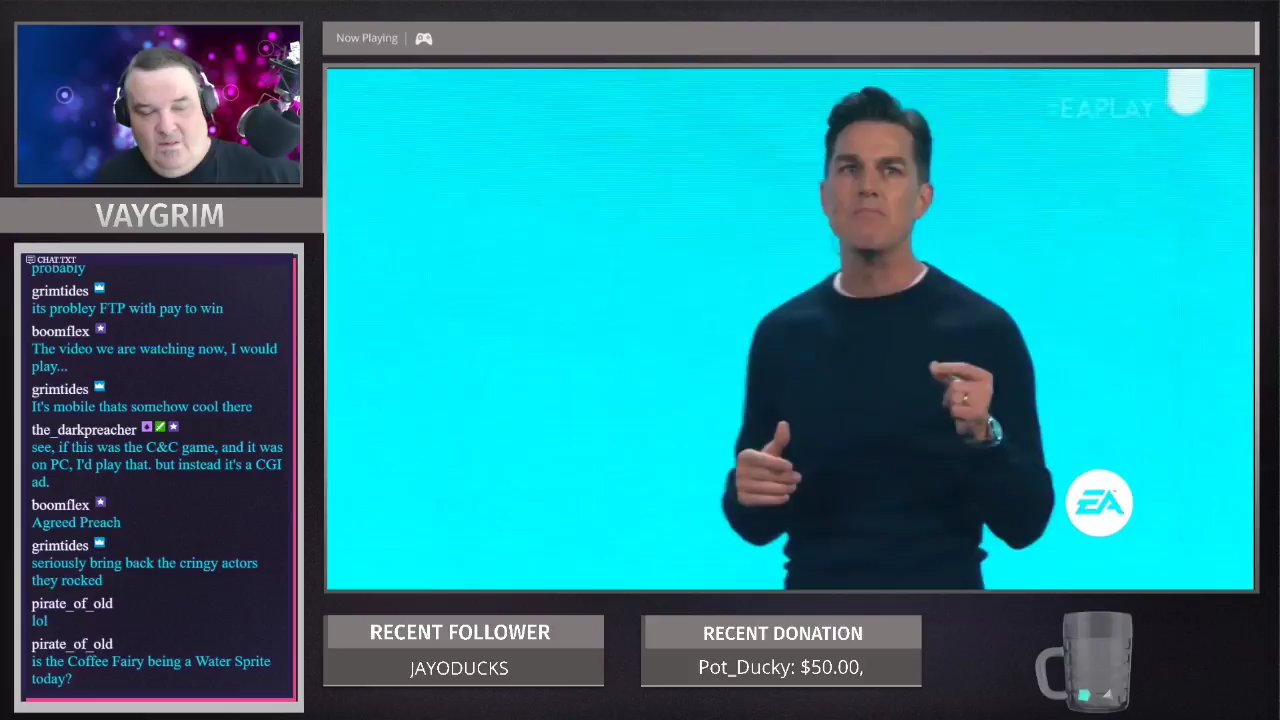 Now Playing
EAPLAY
VAYGRIM
CHAT.TXT
probably
grimtides
its probley FTP with pay to win
boomflex
The video we are watching now, I would
play...
grimtides
It's mobile thats somehow cool there
the_darkpreacher
see, if this was the C&C game, and it was
on PC, I'd play that. but instead it's a CGI
ad.
boomflex
Agreed Preach
grimtides
seriously bring back the cringy actors
they rocked
pirate_of_old
lol
pirate_of_old
is the Coffee Fairy being a Water Sprite
today?
EA
RECENT FOLLOWER
JAYODUCKS
RECENT DONATION
Pot_Ducky: $50.00,